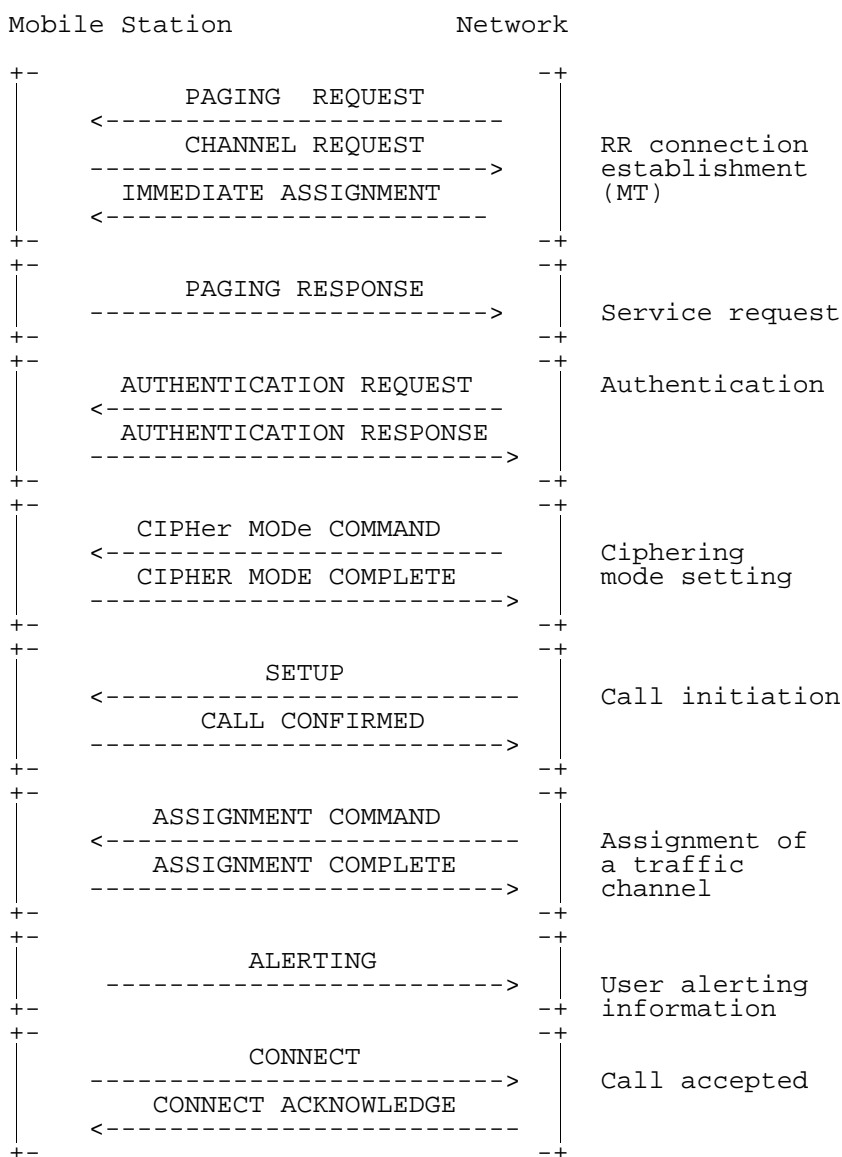 Mobile Station Network
PAGING REQUEST
CHANNEL REQUEST
RR connection
establishment
IMMEDIATE ASSIGNMENT
(MT)
PAGING RESPONSE
Service request
AUTHENTICATION REQUEST
Authentication
AUTHENTICATION RESPONSE
CIPHer MODe COMMAND
Ciphering
CIPHER MODE COMPLETE
mode setting
SETUP
Call initiation
CALL CONFIRMED
ASSIGNMENT COMMAND
Assignment of
ASSIGNMENT COMPLETE
a traffic
channel
ALERTING
User alerting
information
CONNECT
Call accepted
CONNECT ACKNOWLEDGE